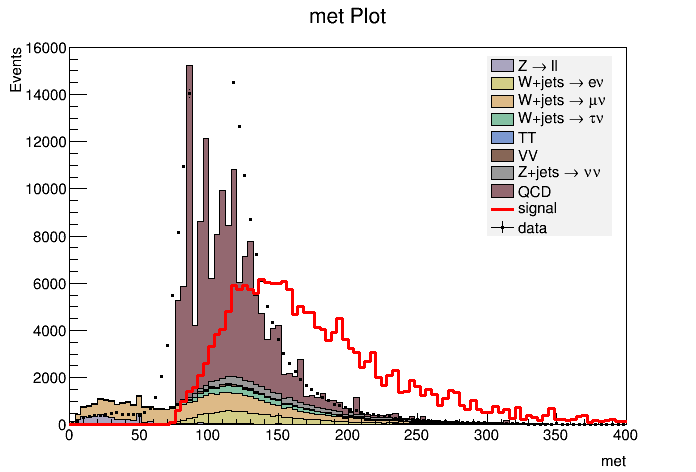 met Plot
Events
16000
14000
12000
10000
8000
6000
4000
2000
0
0 50 100 150 200 250 300 350 400
met
Z → ll
W+jets → eν
W+jets → μν
W+jets → τν
TT
VV
Z+jets → νν
QCD
signal
data